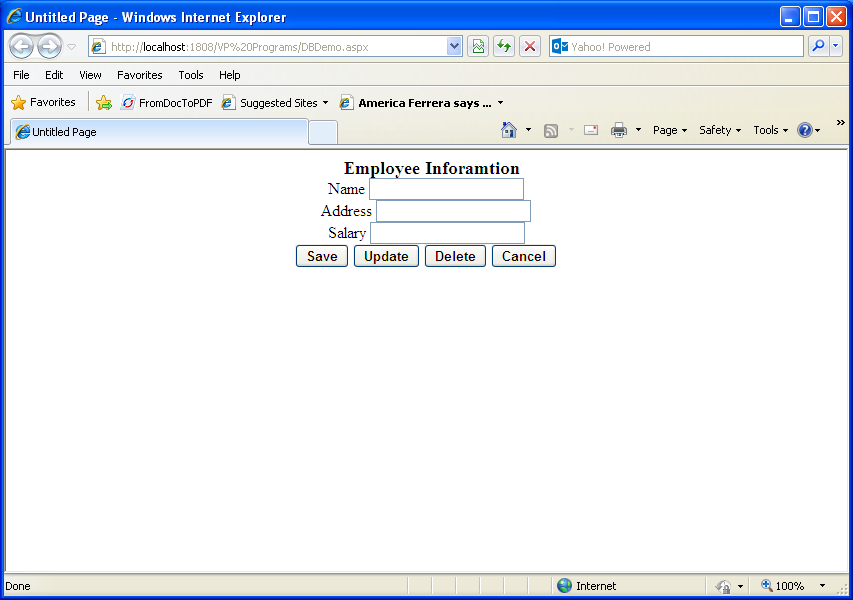 Untitled Page - Windows Internet Explorer
http://localhost:1808/VP%20Programs/DBDemo.aspx
Yahoo! Powered
File Edit View Favorites Tools Help
Favorites FromDocToPDF Suggested Sites America Ferrera says ...
Untitled Page
Page Safety Tools
Employee Inforamtion
Name
Address
Salary
Save Update Delete Cancel
Done Internet 100%